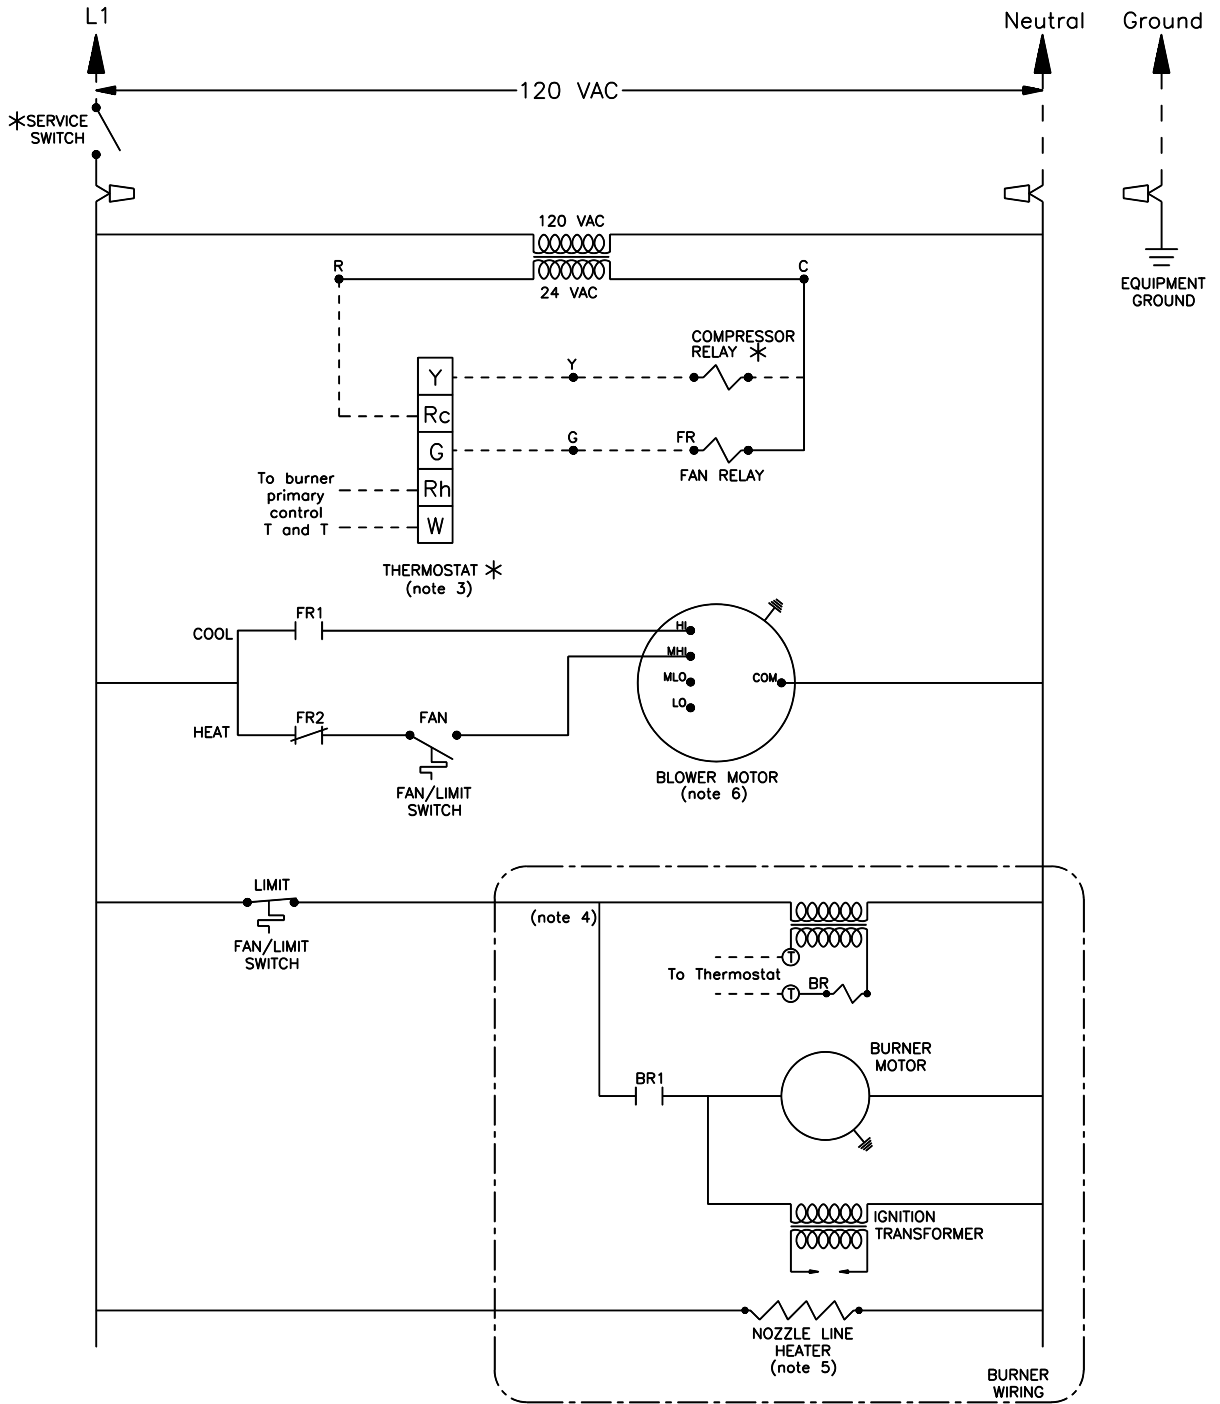 L1
Neutral
Ground
120 VAC
SERVICE
SWITCH
120 VAC
R
C
24 VAC
EQUIPMENT
GROUND
COMPRESSOR
RELAY
Y
Y
Rc
G
G
FR
FAN RELAY
Rh
W
To burner
primary
control
T and T
THERMOSTAT
(note 3)
COOL
FR1
HI
MHI
MLO
LO
COM
HEAT
FR2
FAN
FAN/LIMIT
SWITCH
BLOWER MOTOR
(note 6)
LIMIT
FAN/LIMIT
SWITCH
(note 4)
T
To Thermostat
BR
T
BURNER
MOTOR
BR1
IGNITION
TRANSFORMER
NOZZLE LINE
HEATER
(note 5)
BURNER
WIRING